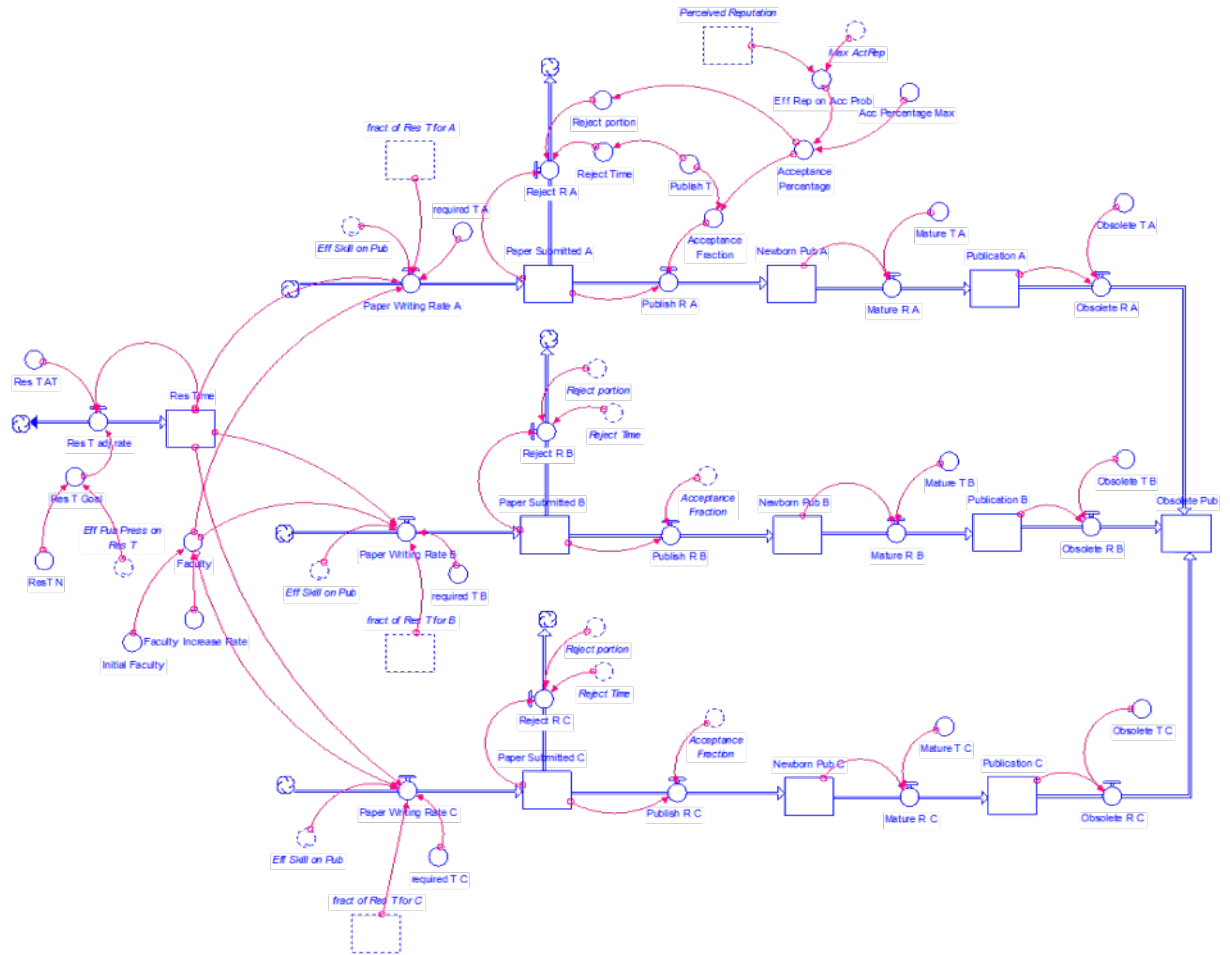 Perceived Reputation
Max ActRep
Eff Rep on Acc Prob
Acc Percentage Max
fract of Res T for A
Reject portion
Reject Time
Publish T
Acceptance
Percentage
Reject R A
required T A
Eff Skill on Pub
Acceptance
Fraction
Mature T A
Obsolete T A
Paper Submitted A
Newborn Pub A
Publication A
Paper Writing Rate A
Publish R A
Mature R A
Obsolete R A
Res T AT
Res Time
Res T adj rate
Reject portion
Reject Time
Reject R B
Res T Goal
Eff Pub Press on
Res T
Acceptance
Fraction
Mature T B
Obsolete T B
Paper Submitted B
Newborn Pub B
Publication B
Obsolete Pub
Paper Writing Rate B
Publish R B
Mature R B
Obsolete R B
Faculty
ResT N
Eff Skill on Pub
required T B
fract of Res T for B
Faculty Increase Rate
Initial Faculty
Reject portion
Reject Time
Reject R C
Acceptance
Fraction
Mature T C
Obsolete T C
Paper Submitted C
Newborn Pub C
Publication C
Paper Writing Rate C
Publish R C
Mature R C
Obsolete R C
Eff Skill on Pub
required T C
fract of Res T for C